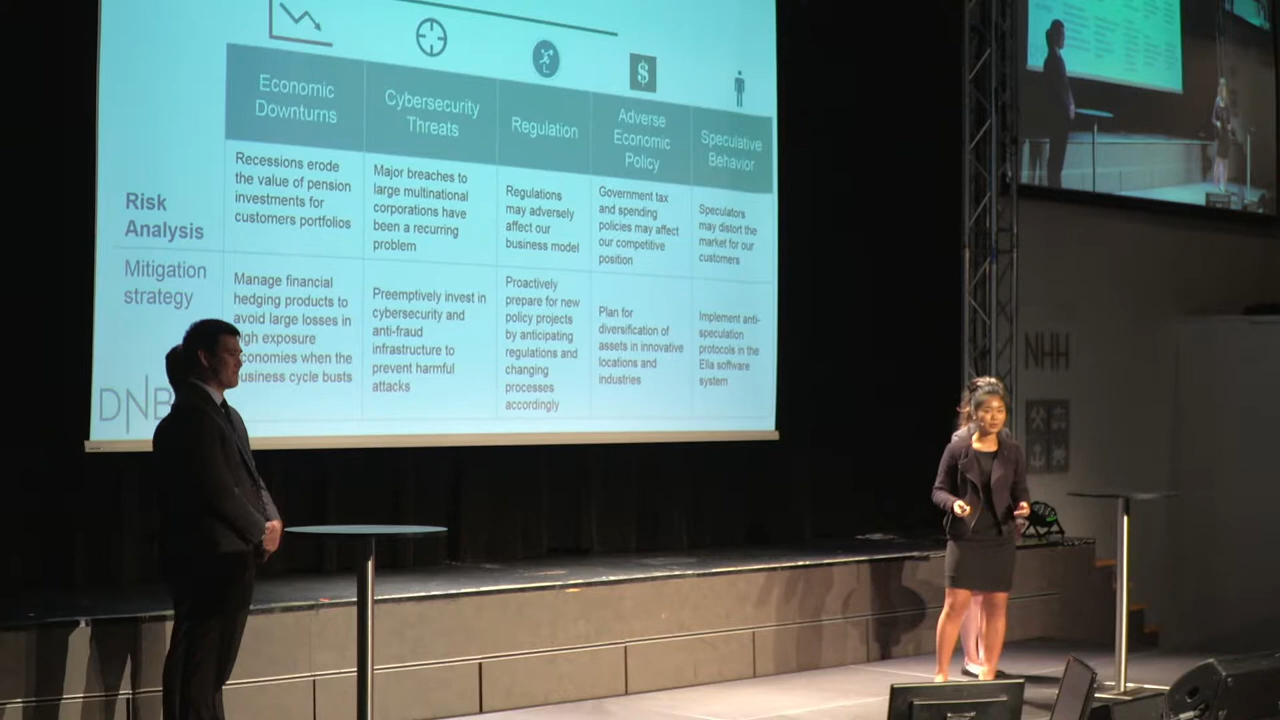 Economic
Downturns
Cybersecurity
Threats
Regulation
Adverse
Economic
Policy
Speculative
Behavior
Risk
Analysis
Recessions erode
the value of pension
investments for
customers portfolios
Major breaches to
large multinational
corporations have
been a recurring
problem
Regulations
may adversely
affect our
business model
Government tax
and spending
policies may affect
our competitive
position
Speculators
may distort the
market for our
customers
Mitigation
strategy
Manage financial
hedging products to
avoid large losses in
high exposure
economies when the
business cycle busts
Preemptively invest in
cybersecurity and
anti-fraud
infrastructure to
prevent harmful
attacks
Proactively
prepare for new
policy projects
by anticipating
regulations and
changing
processes
accordingly
Plan for
diversification of
assets in innovative
locations and
industries
Implement anti-
speculation
protocols in the
Ella software
system
$
DNB
NHH